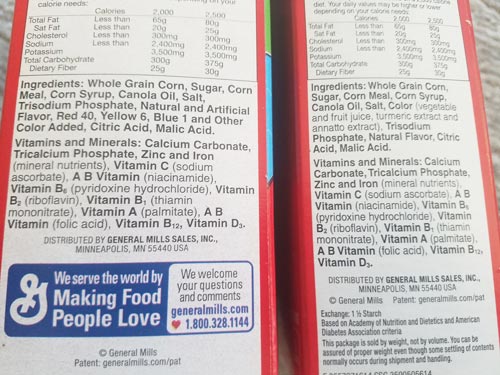 calorie needs:
Calories 2,000 2,500
Total Fat Less than 65g 80g
Sat Fat Less than 20g 25g
Cholesterol Less than 300mg 300mg
Sodium Less than 2,400mg 2,400mg
Potassium 3,500mg 3,500mg
Total Carbohydrate 300g 375g
Dietary Fiber 25g 30g
Ingredients: Whole Grain Corn, Sugar, Corn
Meal, Corn Syrup, Canola Oil, Salt,
Trisodium Phosphate, Natural and Artificial
Flavor, Red 40, Yellow 6, Blue 1 and Other
Color Added, Citric Acid, Malic Acid.
Vitamins and Minerals: Calcium Carbonate,
Tricalcium Phosphate, Zinc and Iron
(mineral nutrients), Vitamin C (sodium
ascorbate), A B Vitamin (niacinamide),
Vitamin B₆ (pyridoxine hydrochloride), Vitamin
B₂ (riboflavin), Vitamin B₁ (thiamin
mononitrate), Vitamin A (palmitate), A B
Vitamin (folic acid), Vitamin B₁₂, Vitamin D₃.
DISTRIBUTED BY GENERAL MILLS SALES, INC.,
MINNEAPOLIS, MN 55440 USA
G
We serve the world by
Making Food
People Love
We welcome
your questions
and comments
generalmills.com
1.800.328.1144
© General Mills
Patent: generalmills.com/pat
diet. Your daily values may be higher or lower
depending on your calorie needs:
Calories 2,000 2,500
Total Fat Less than 65g 80g
Sat Fat Less than 20g 25g
Cholesterol Less than 300mg 300mg
Sodium Less than 2,400mg 2,400mg
Potassium 3,500mg 3,500mg
Total Carbohydrate 300g 375g
Dietary Fiber 25g 30g
Ingredients: Whole Grain Corn,
Sugar, Corn Meal, Corn Syrup,
Canola Oil, Salt, Color (vegetable
and fruit juice, turmeric extract and
annatto extract), Trisodium
Phosphate, Natural Flavor, Citric
Acid, Malic Acid.
Vitamins and Minerals: Calcium
Carbonate, Tricalcium Phosphate,
Zinc and Iron (mineral nutrients),
Vitamin C (sodium ascorbate), A B
Vitamin (niacinamide), Vitamin B₆
(pyridoxine hydrochloride), Vitamin
B₂ (riboflavin), Vitamin B₁ (thiamin
mononitrate), Vitamin A (palmitate),
A B Vitamin (folic acid), Vitamin B₁₂,
Vitamin D₃.
DISTRIBUTED BY GENERAL MILLS SALES, INC.,
MINNEAPOLIS, MN 55440 USA
© General Mills Patent: generalmills.com/pat
Exchange: 1 ½ Starch
Based on Academy of Nutrition and Dietetics and American
Diabetes Association criteria
This package is sold by weight, not by volume. You can be
assured of proper weight even though some settling of contents
normally occurs during shipment and handling.